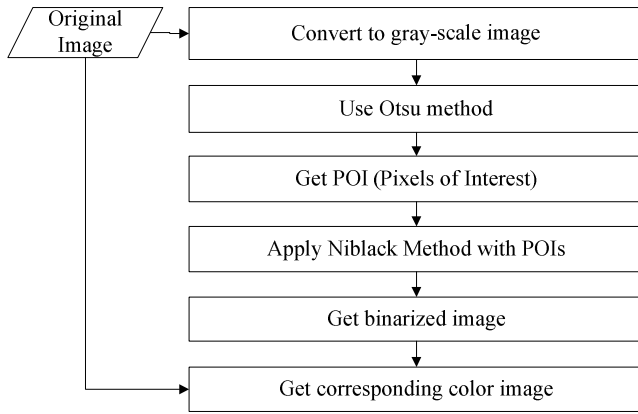 Original
Image
Convert to gray-scale image
Use Otsu method
Get POI (Pixels of Interest)
Apply Niblack Method with POIs
Get binarized image
Get corresponding color image